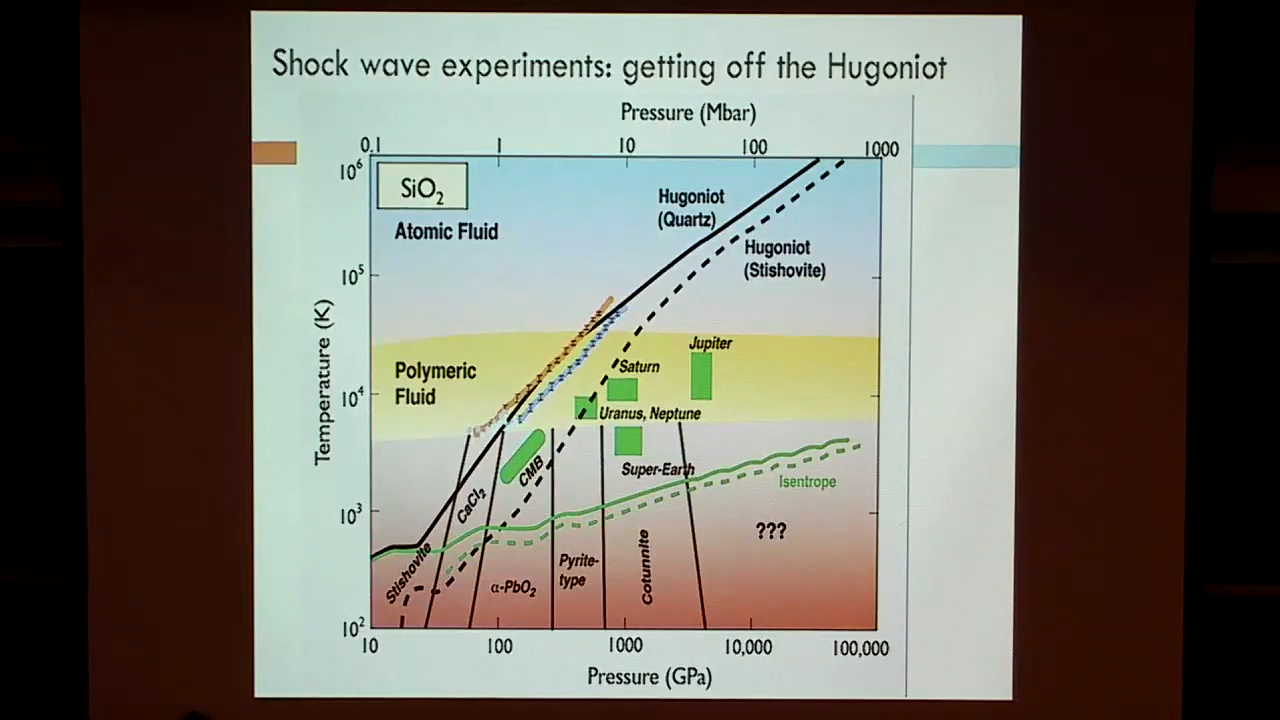 Shock wave experiments: getting off the Hugoniot
Pressure (Mbar)
0.1 1 10 100 1000
SiO₂
Atomic Fluid
Hugoniot
(Quartz)
Hugoniot
(Stishovite)
Polymeric
Fluid
Jupiter
Saturn
Uranus, Neptune
Super-Earth
CMB
Isentrope
CaCl₂
Stishovite
α-PbO₂
Pyrite-
type
Cotunnite
???
Temperature (K)
10⁶
10⁵
10⁴
10³
10²
10 100 1000 10,000 100,000
Pressure (GPa)